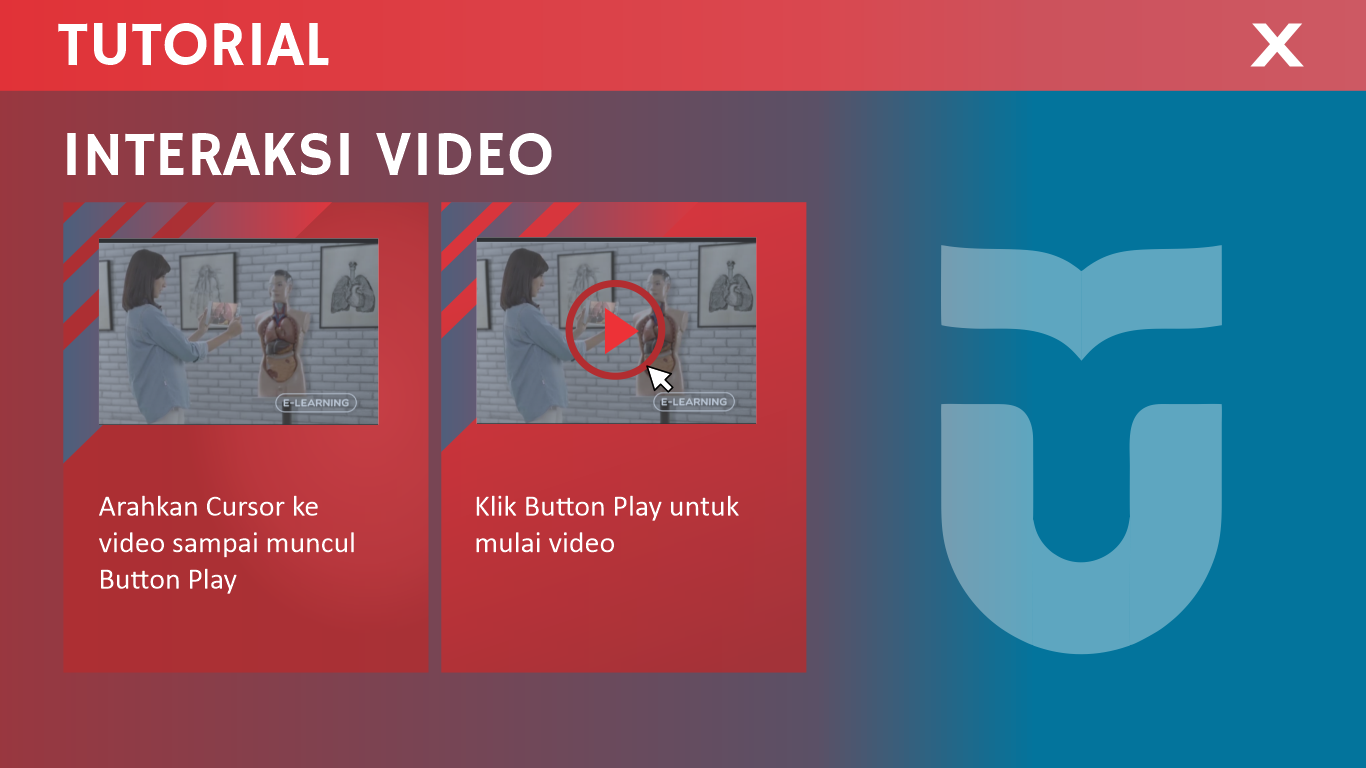 TUTORIAL
X
INTERAKSI VIDEO
E-LEARNING
Arahkan Cursor ke
video sampai muncul
Button Play
E-LEARNING
Klik Button Play untuk
mulai video